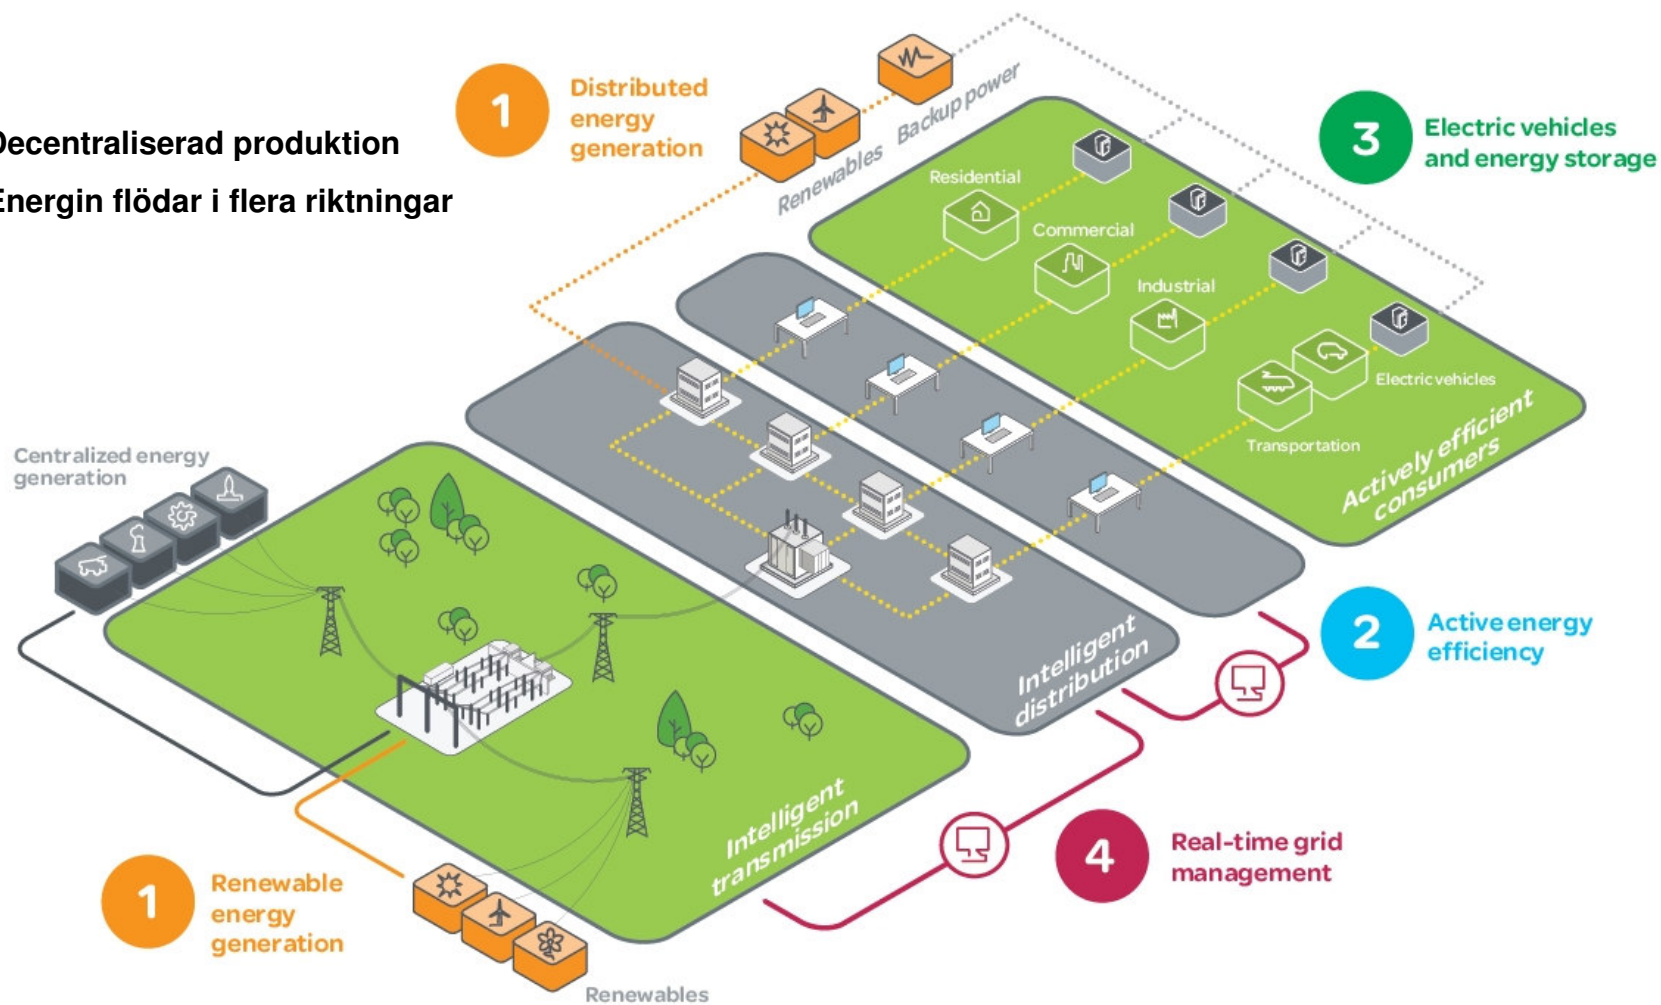 Decentraliserad produktion
Energin flödar i flera riktningar
1
Distributed
energy
generation
Renewables
Backup power
3
Electric vehicles
and energy storage
Residential
Commercial
Industrial
Electric vehicles
Transportation
Actively efficient
consumers
Centralized energy
generation
Intelligent
distribution
2
Active energy
efficiency
Intelligent
transmission
4
Real-time grid
management
1
Renewable
energy
generation
Renewables